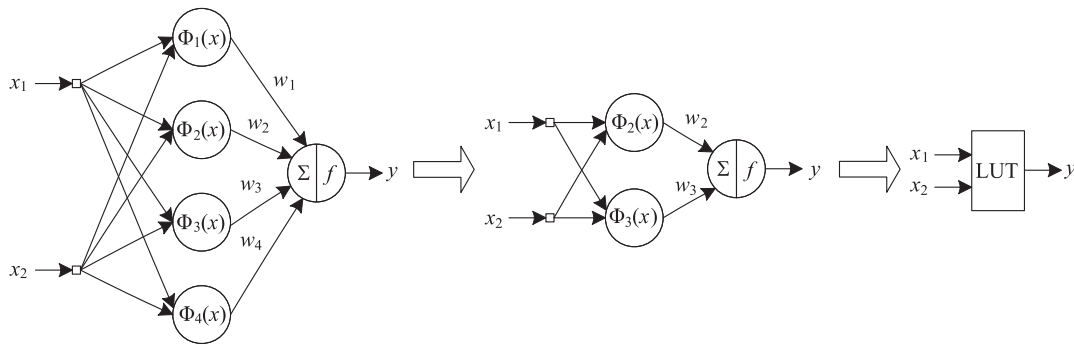 x₁
x₂
Φ₁(x)
Φ₂(x)
Φ₃(x)
Φ₄(x)
w₁
w₂
w₃
w₄
Σ f
y
x₁
x₂
Φ₂(x)
Φ₃(x)
w₂
w₃
Σ f
y
x₁
x₂
LUT
y